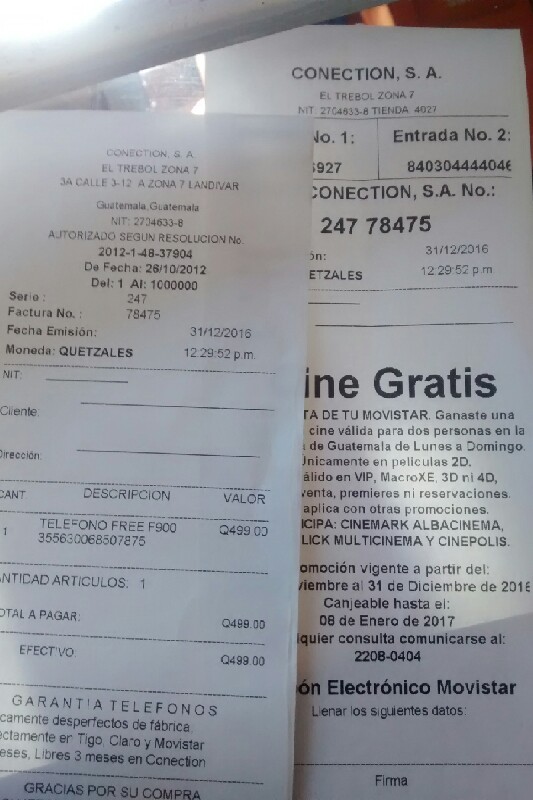 CONECTION, S. A.
EL TREBOL ZONA 7
3A CALLE 3-12 A ZONA 7 LANDIVAR
Guatemala, Guatemala
NIT: 2704633-8
AUTORIZADO SEGUN RESOLUCION No.
2012-1-48-37904
De Fecha: 26/10/2012
Del: 1 Al: 1000000
Serie : 247
Factura No. : 78475
Fecha Emisión: 31/12/2016
Moneda: QUETZALES 12:29:52 p.m.
NIT:
Cliente:
Dirección:
CANT DESCRIPCION VALOR
1 TELEFONO FREE F900 Q499.00
355630068507875
ANTIDAD ARTICULOS: 1
OTAL A PAGAR: Q499.00
EFECTIVO Q499.00
GARANTIA TELEFONOS
icamente desperfectos de fábrica,
ectamente en Tigo, Claro y Movistar
eses, Libres 3 meses en Conection
GRACIAS POR SU COMPRA
CONECTION, S. A.
EL TREBOL ZONA 7
NIT: 2704633-8 TIENDA: 4027
No. 1: Entrada No. 2:
6927 840304444046
CONECTION, S.A. No.:
247 78475
ón: 31/12/2016
ETZALES 12:29:52 p.m.
ine Gratis
TA DE TU MOVISTAR. Ganaste una
cine válida para dos personas en la
de Guatemala de Lunes a Domingo.
Únicamente en peliculas 2D.
álido en VIP, MacroXE, 3D ni 4D,
venta, premieres ni reservaciones.
aplica con otras promociones.
ICIPA: CINEMARK ALBACINEMA,
LICK MULTICINEMA Y CINEPOLIS.
omoción vigente a partir del:
viembre al 31 de Diciembre de 2016
Canjeable hasta el:
08 de Enero de 2017
lquier consulta comunicarse al:
2208-0404
ón Electrónico Movistar
Llenar los siguientes datos:
Firma